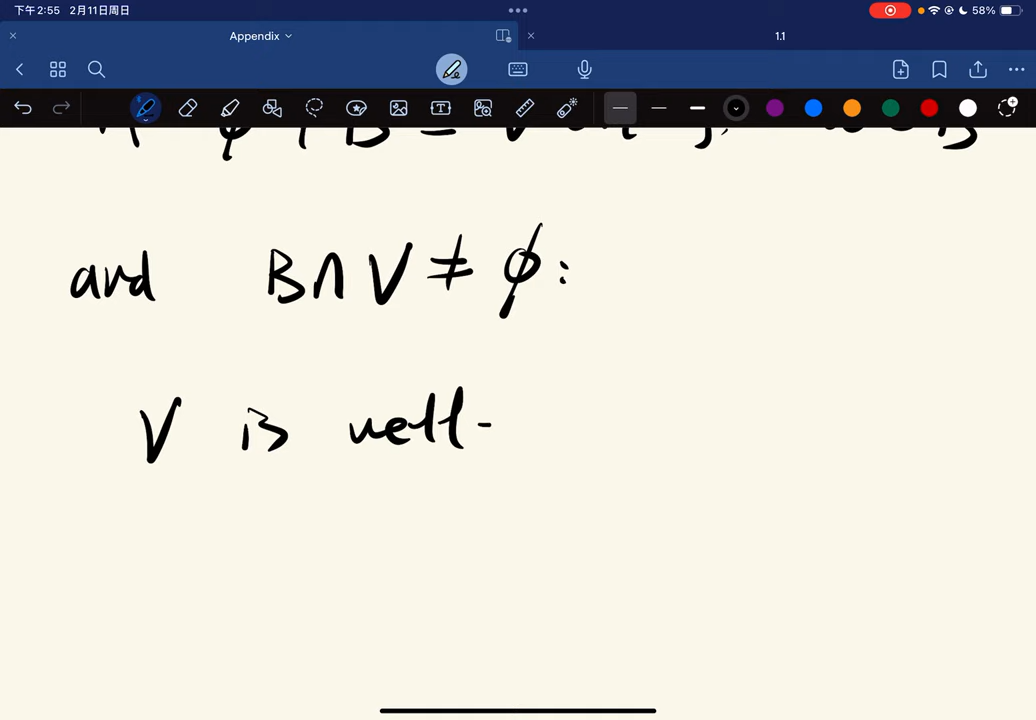 下午2:55 2月11日周日 58%
Appendix 1.1
and B∩V ≠ ϕ:
V is well-